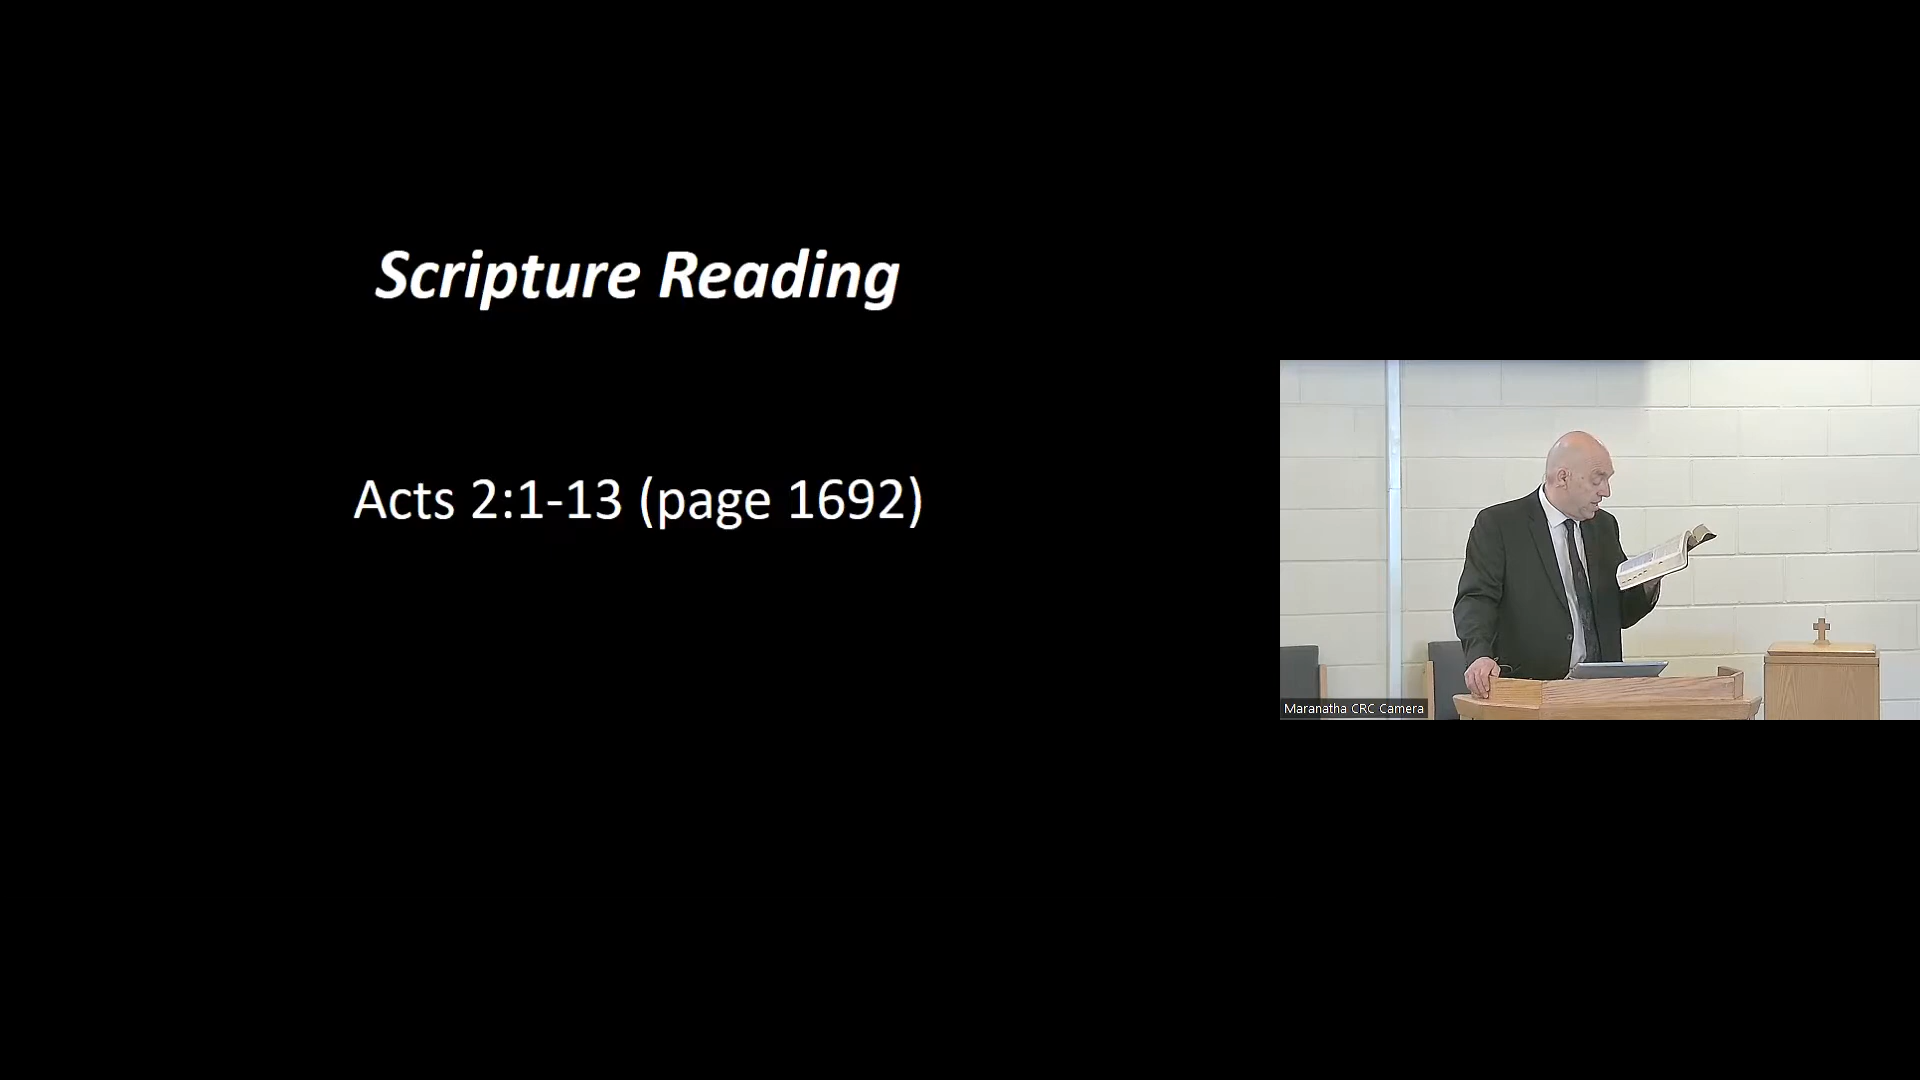 Scripture Reading
Acts 2:1-13 (page 1692)
Maranatha CRC Camera